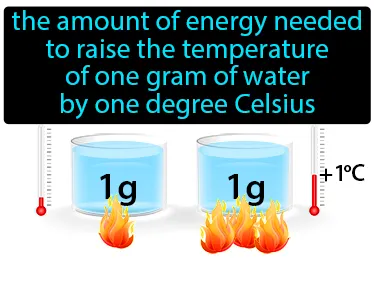 the amount of energy needed
to raise the temperature
of one gram of water
by one degree Celsius
1g
1g
+1°C